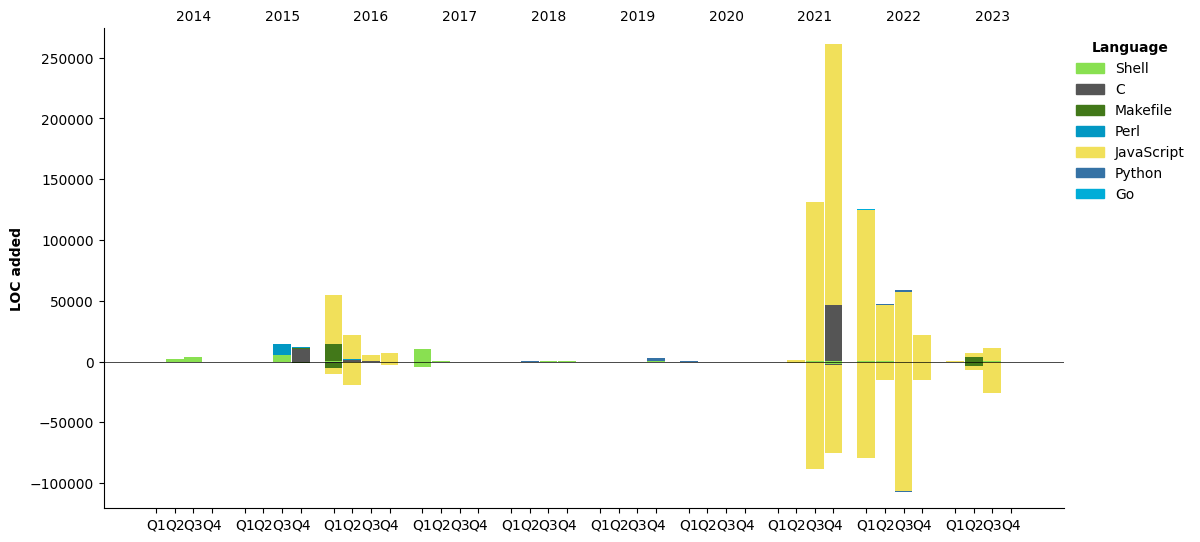 2014 2015 2016 2017 2018 2019 2020 2021 2022 2023
LOC added
250000
200000
150000
100000
50000
0
−50000
−100000
Q1Q2Q3Q4 Q1Q2Q3Q4 Q1Q2Q3Q4 Q1Q2Q3Q4 Q1Q2Q3Q4 Q1Q2Q3Q4 Q1Q2Q3Q4 Q1Q2Q3Q4 Q1Q2Q3Q4 Q1Q2Q3Q4
Language
Shell
C
Makefile
Perl
JavaScript
Python
Go